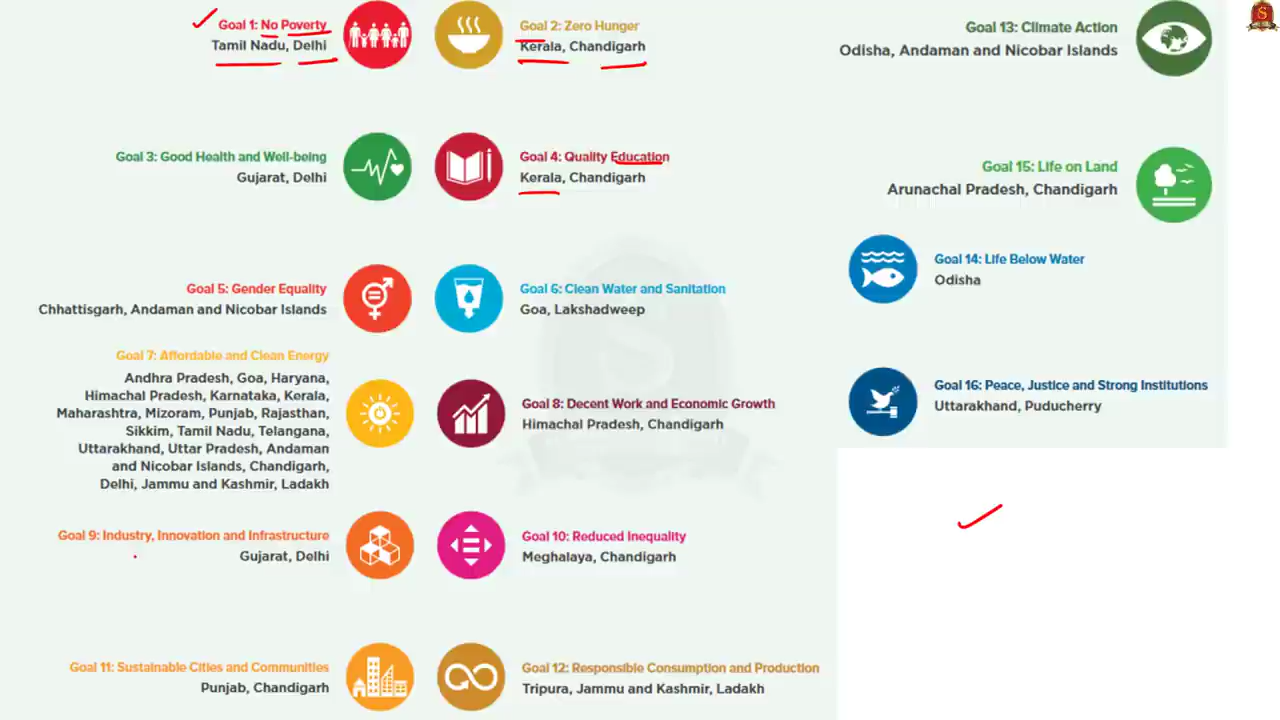 Goal 1: No Poverty
Tamil Nadu, Delhi
Goal 2: Zero Hunger
Kerala, Chandigarh
Goal 13: Climate Action
Odisha, Andaman and Nicobar Islands
Goal 3: Good Health and Well-being
Gujarat, Delhi
Goal 4: Quality Education
Kerala, Chandigarh
Goal 15: Life on Land
Arunachal Pradesh, Chandigarh
Goal 14: Life Below Water
Odisha
Goal 5: Gender Equality
Chhattisgarh, Andaman and Nicobar Islands
Goal 6: Clean Water and Sanitation
Goa, Lakshadweep
Goal 7: Affordable and Clean Energy
Andhra Pradesh, Goa, Haryana,
Himachal Pradesh, Karnataka, Kerala,
Maharashtra, Mizoram, Punjab, Rajasthan,
Sikkim, Tamil Nadu, Telangana,
Uttarakhand, Uttar Pradesh, Andaman
and Nicobar Islands, Chandigarh,
Delhi, Jammu and Kashmir, Ladakh
Goal 8: Decent Work and Economic Growth
Himachal Pradesh, Chandigarh
Goal 16: Peace, Justice and Strong Institutions
Uttarakhand, Puducherry
Goal 9: Industry, Innovation and Infrastructure
Gujarat, Delhi
Goal 10: Reduced Inequality
Meghalaya, Chandigarh
Goal 11: Sustainable Cities and Communities
Punjab, Chandigarh
Goal 12: Responsible Consumption and Production
Tripura, Jammu and Kashmir, Ladakh
S